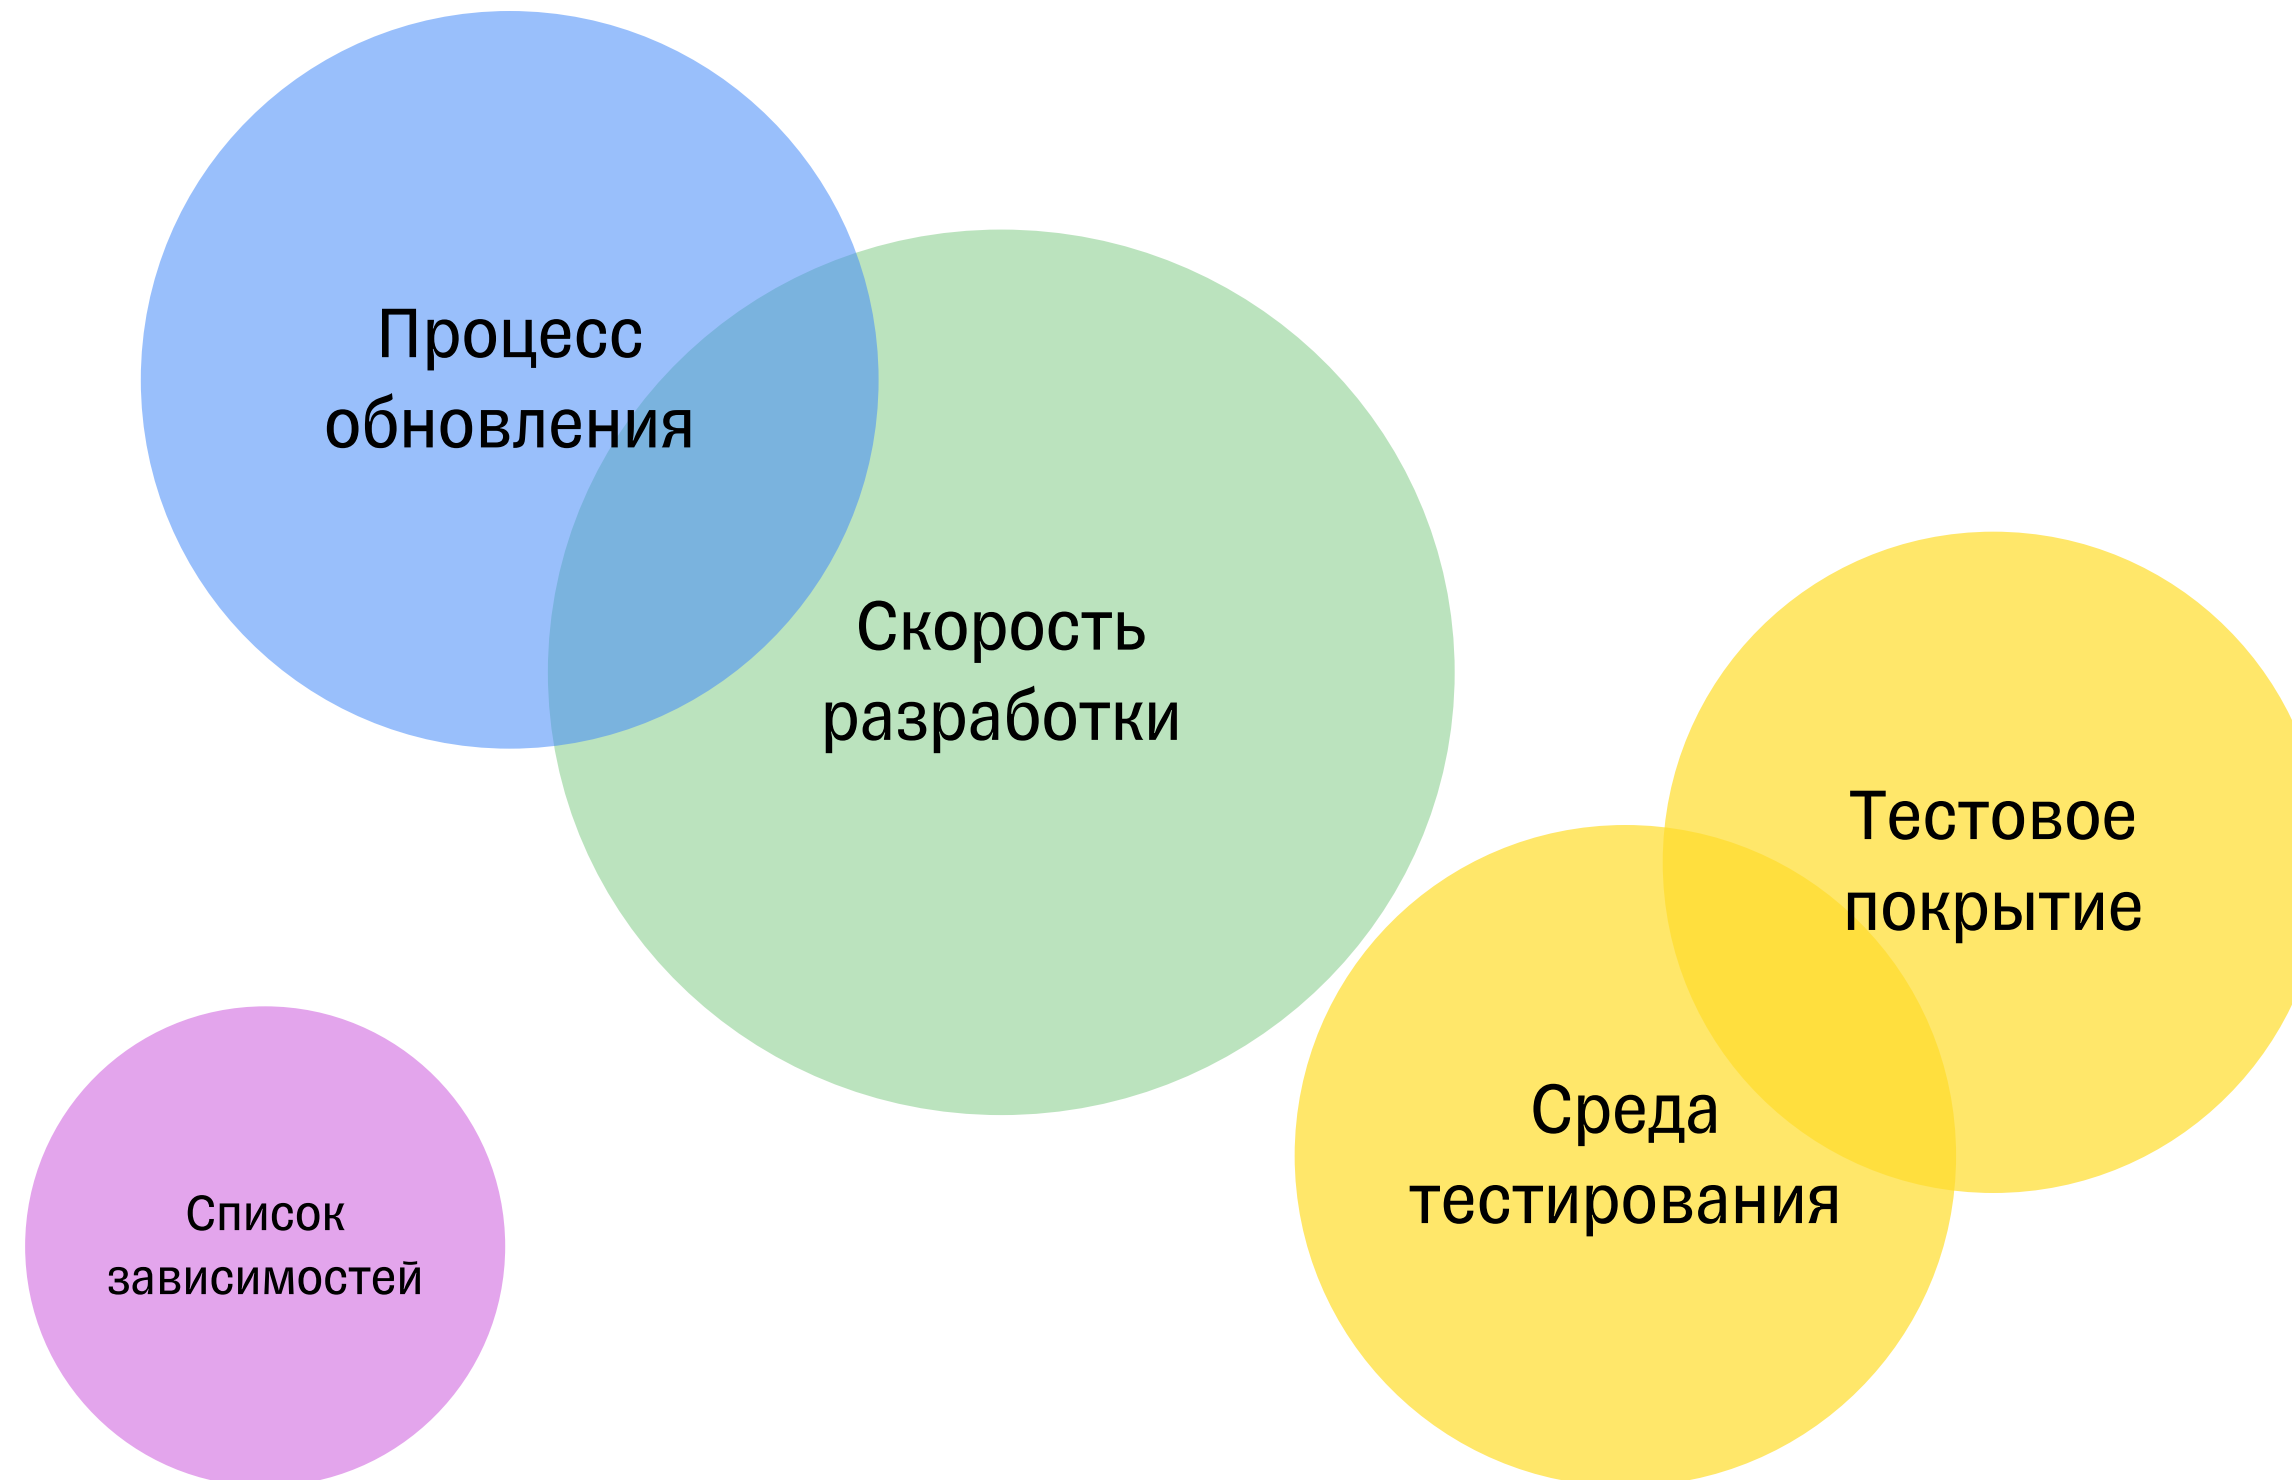 Процесс
обновления
Скорость
разработки
Тестовое
покрытие
Среда
тестирования
Список
зависимостей